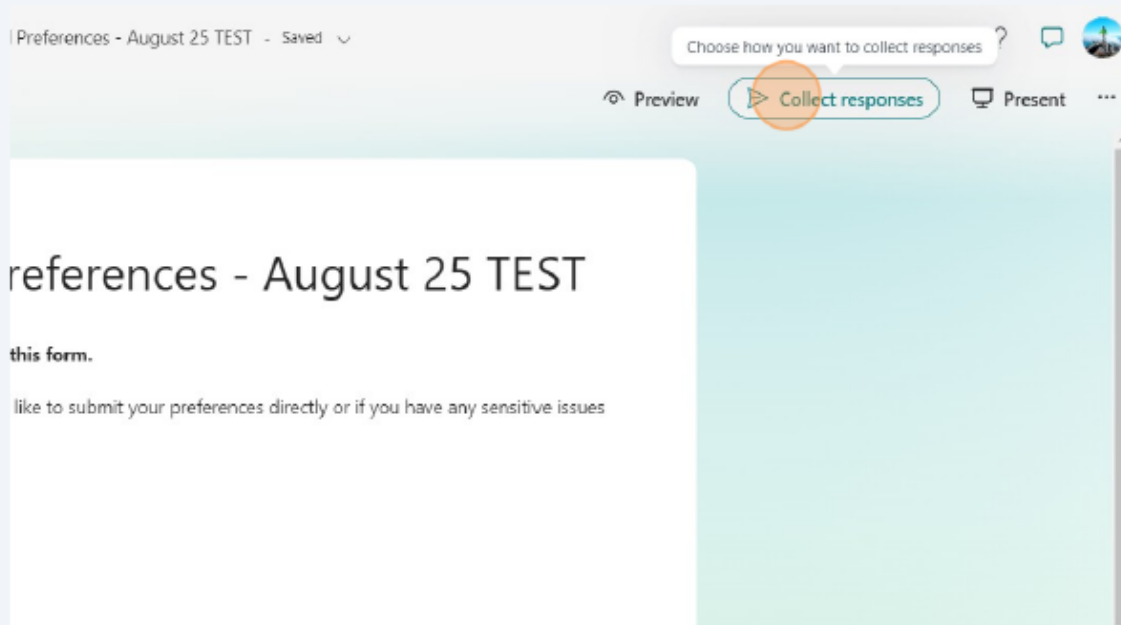 Preferences - August 25 TEST - Saved
Choose how you want to collect responses ?
Preview Collect responses Present ...
references - August 25 TEST
this form.
like to submit your preferences directly or if you have any sensitive issues